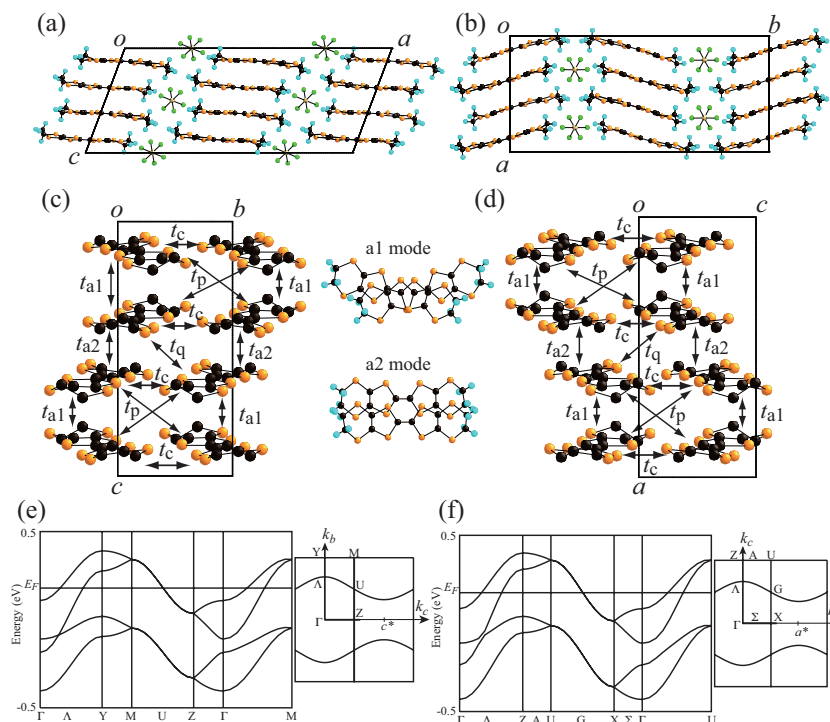 (a)
o
a
c
(b)
o
b
a
(c)
o
b
tc
ta1
tp
ta1
tc
ta2
tq
ta2
tc
ta1
tp
ta1
tc
c
a1 mode
a2 mode
(d)
o
c
tc
ta1
tp
ta1
tc
ta2
tq
ta2
tc
ta1
tp
ta1
tc
a
(e)
0.5
EF
Energy (eV)
-0.5
Γ Λ Y M U Z Γ M
kb
Y M
Λ U
kc
Γ Z
c*
(f)
0.5
EF
Energy (eV)
-0.5
Γ Λ Z A U G X Σ Γ U
kc
Z A U
Λ G
Γ Σ X
a*